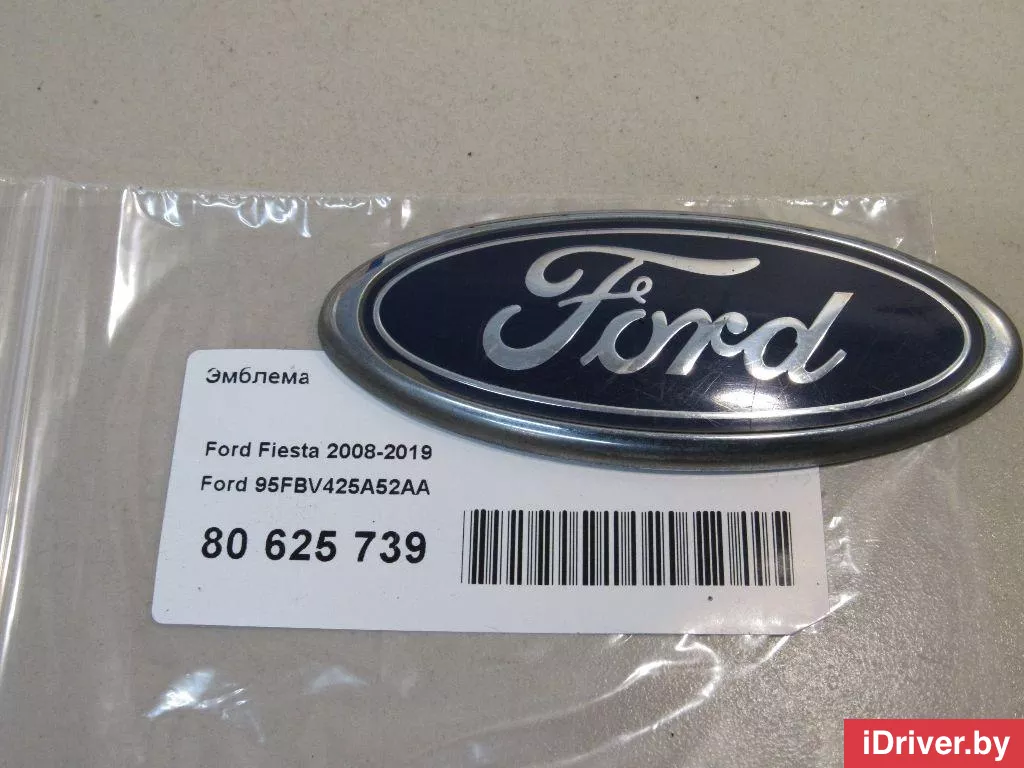 Ford
Эмблема
Ford Fiesta 2008-2019
Ford 95FBV425A52AA
80 625 739
iDriver.by